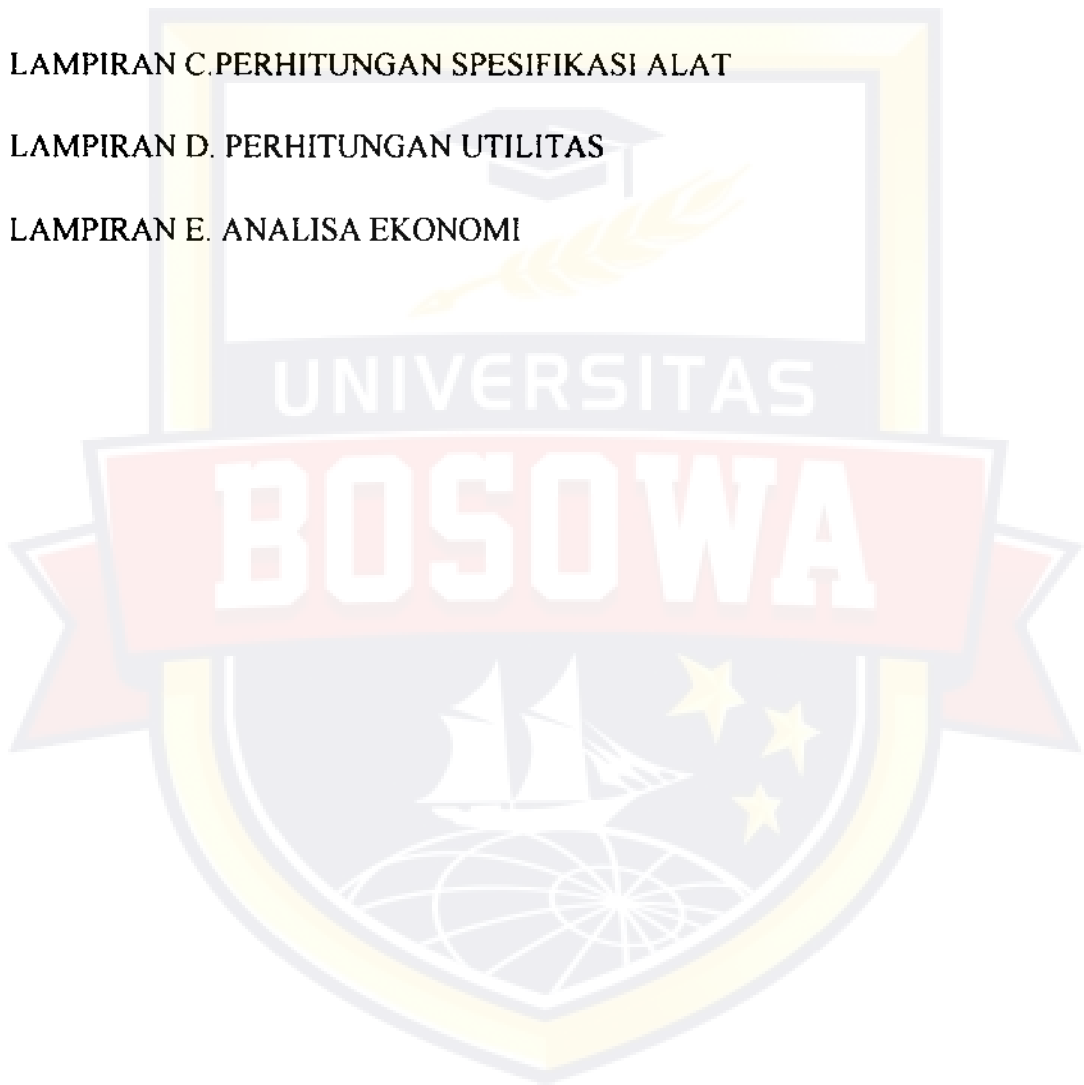 LAMPIRAN C.PERHITUNGAN SPESIFIKASI ALAT
LAMPIRAN D. PERHITUNGAN UTILITAS
LAMPIRAN E. ANALISA EKONOMI
UNIVERSITAS
BOSOWA